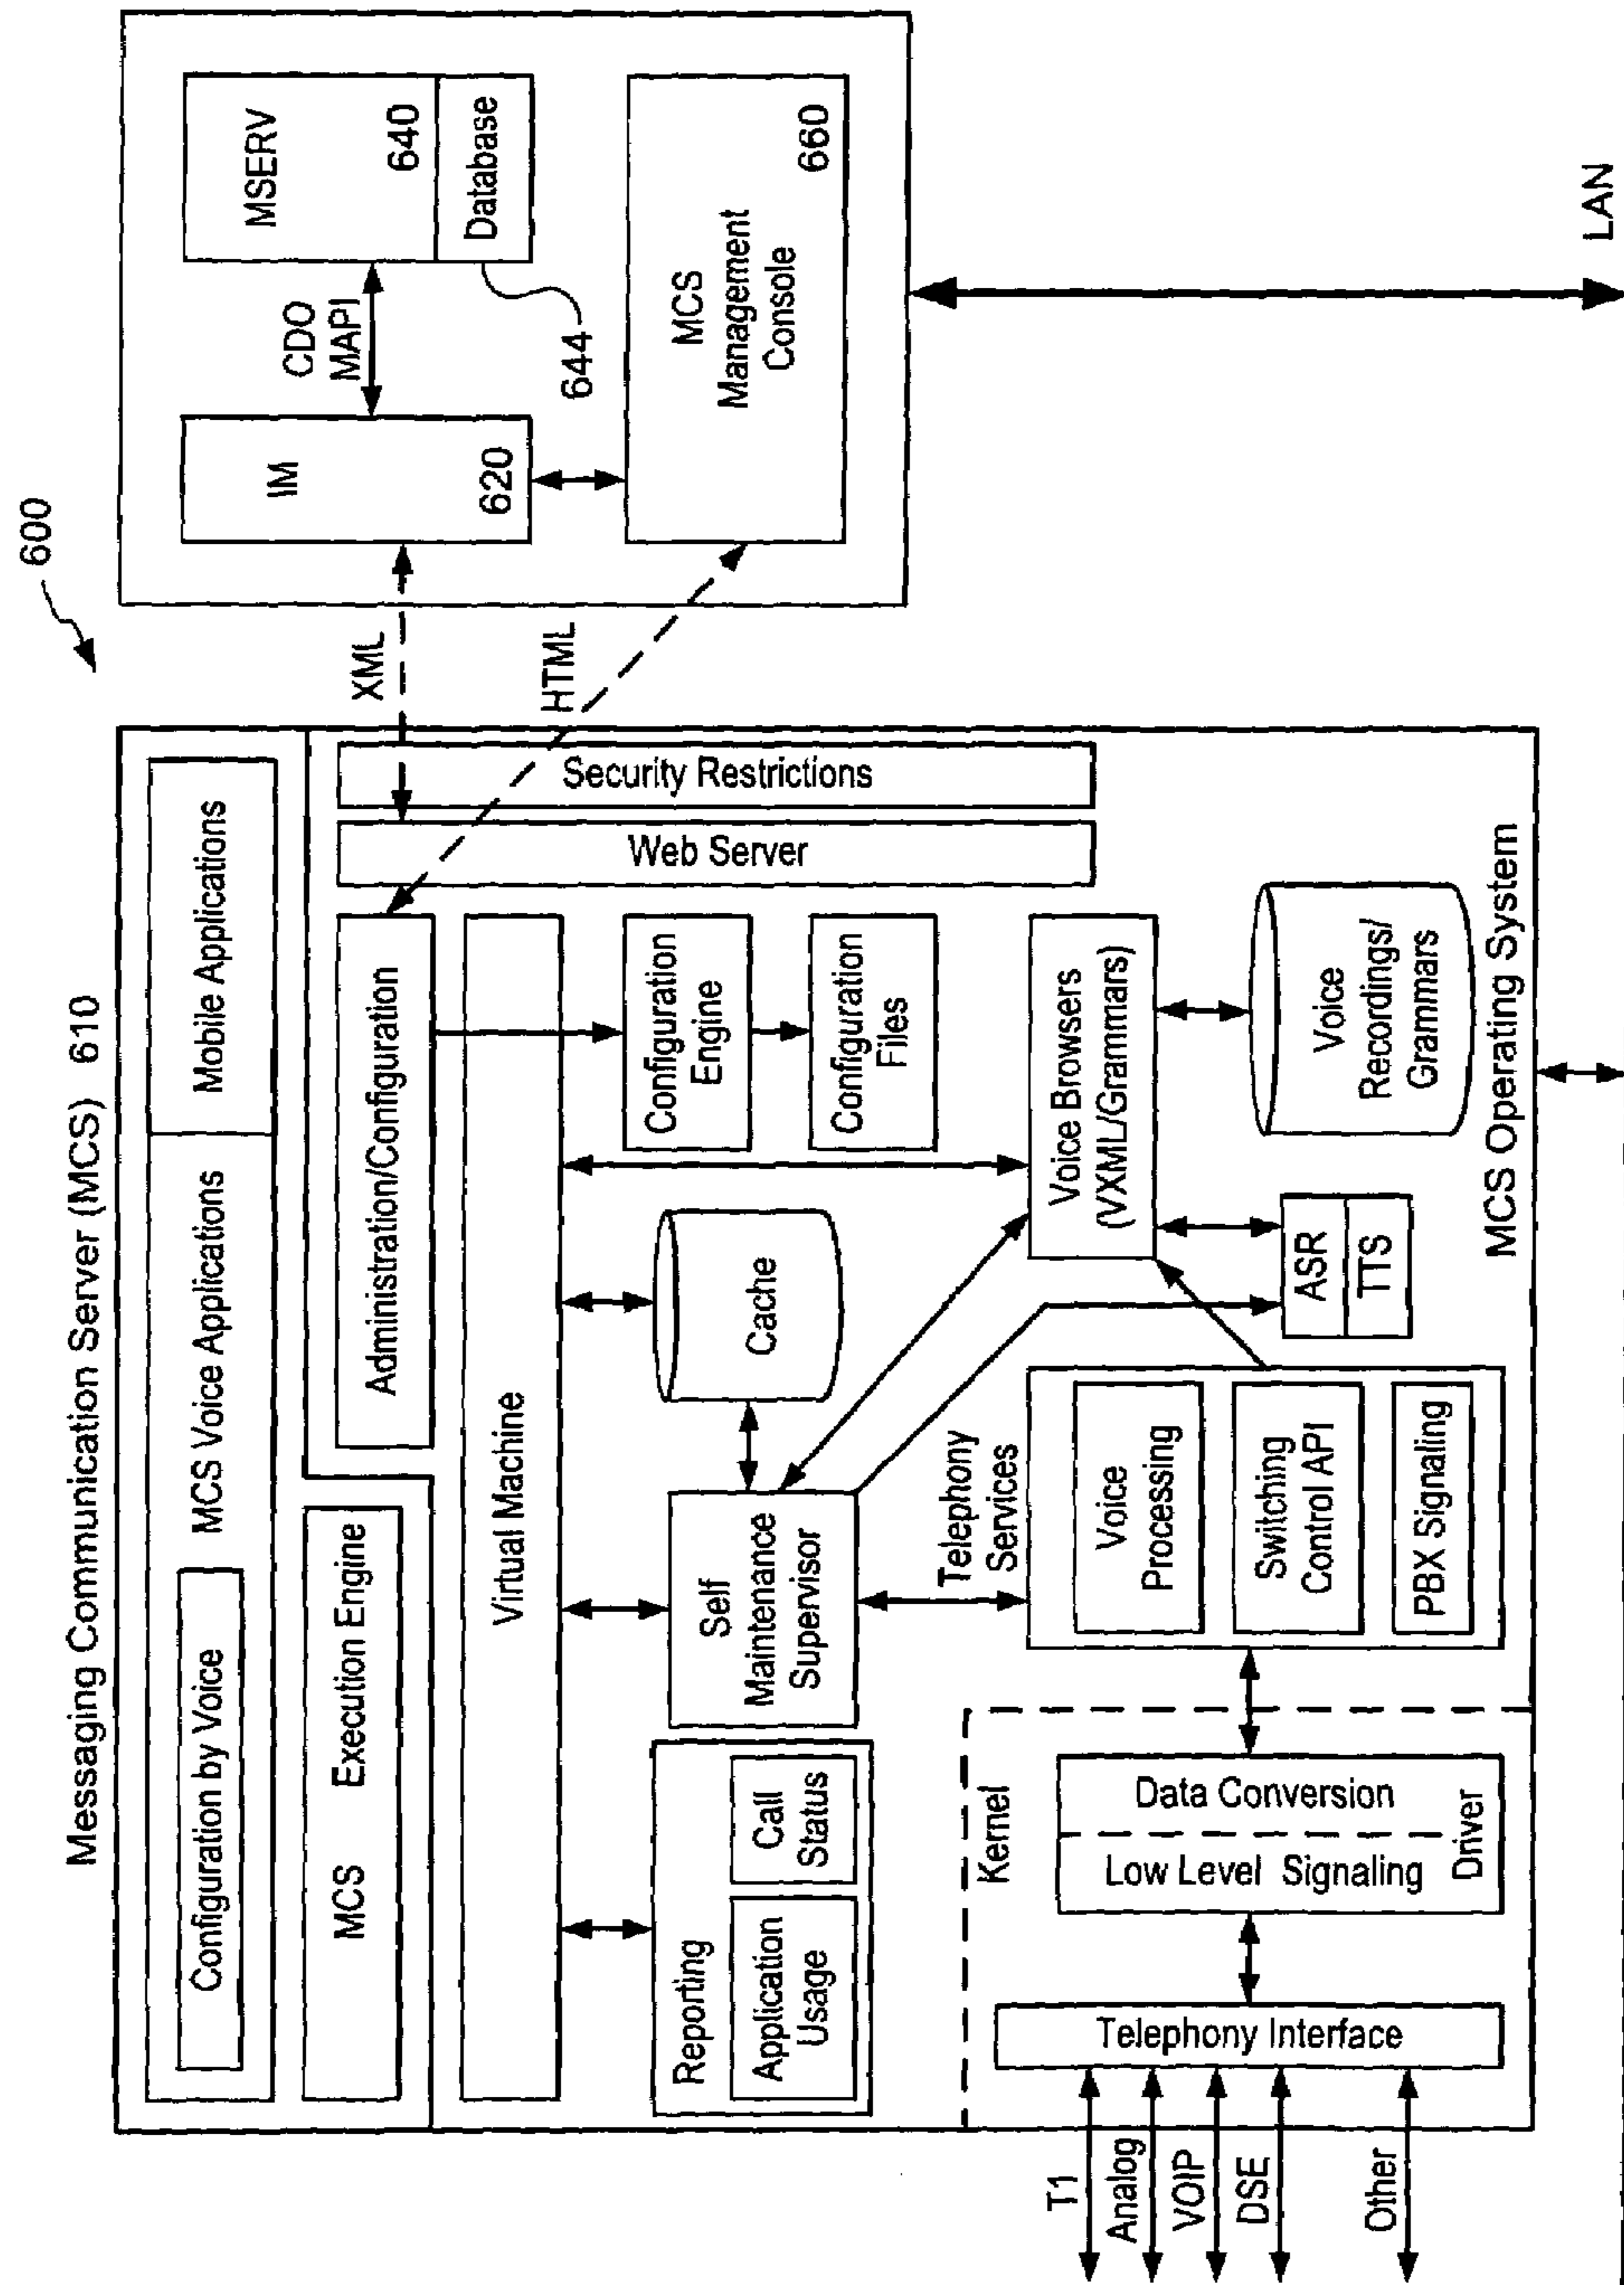 600
Messaging Communication Server (MCS) 610
Configuration by Voice
MCS Voice Applications
Mobile Applications
MCS Execution Engine
Administration/Configuration
Virtual Machine
Security Restrictions
Web Server
XML
HTML
Reporting
Application
Usage
Call
Status
Self
Maintenance
Supervisor
Cache
Configuration
Engine
Configuration
Files
Telephony
Services
Voice
Processing
Switching
Control API
PBX Signaling
Voice Browsers
(VXML/Grammars)
ASR
TTS
Voice
Recordings/
Grammars
MCS Operating System
Kernel
Data Conversion
Low Level Signaling
Driver
Telephony Interface
T1
Analog
VOIP
DSE
Other
IM
620
CDO
MAPI
MSERV
640
Database
644
MCS
Management
Console
660
LAN